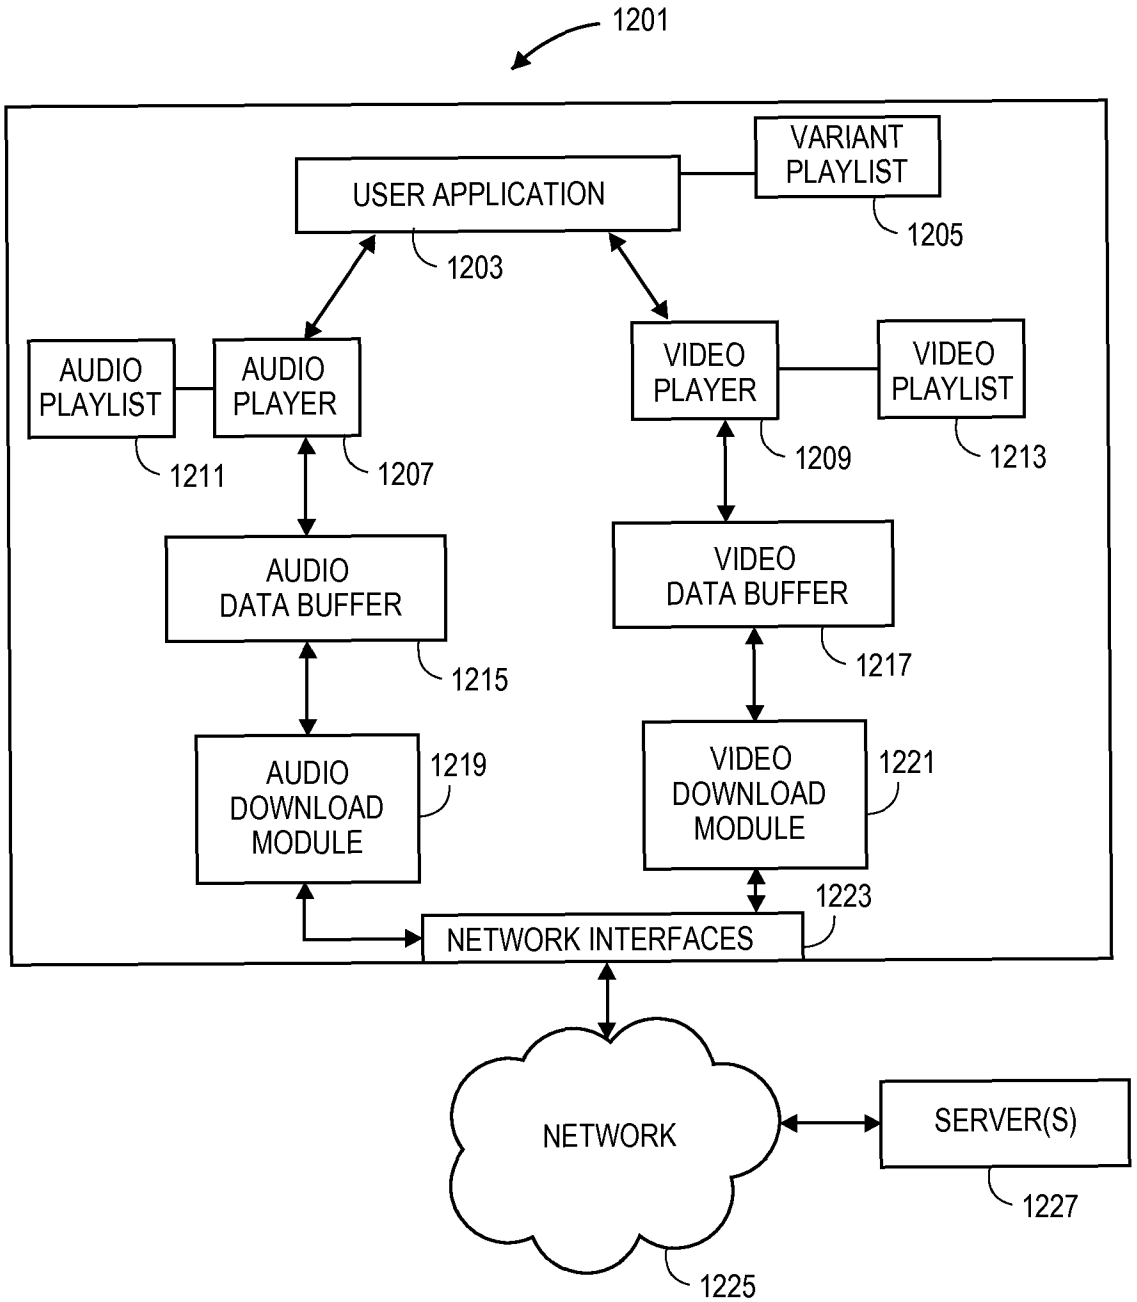 1201
VARIANT
PLAYLIST
USER APPLICATION
1205
1203
AUDIO
PLAYLIST
AUDIO
PLAYER
VIDEO
PLAYER
VIDEO
PLAYLIST
1211
1207
1209
1213
AUDIO
DATA BUFFER
VIDEO
DATA BUFFER
1215
1217
AUDIO
DOWNLOAD
MODULE
1219
VIDEO
DOWNLOAD
MODULE
1221
1223
NETWORK INTERFACES
NETWORK
SERVER(S)
1227
1225